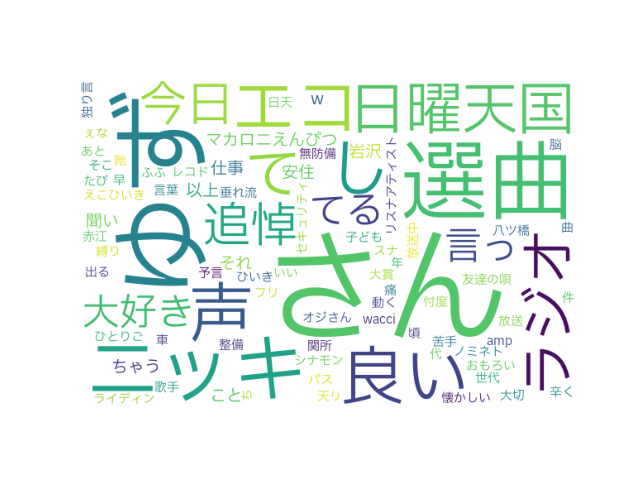 独り言
今日
エコ
日曜天国
日天
w
ゆず
ぇな
あと
飴
そこ
ふふ
レコード
マカロニえんぴつ
無防備
岩沢
脳
仕事
安住
て
し
選曲
リスナアティスト
たび
早
言葉
以上
垂れ流
えこひいき
セキュリティ
てる
聞い
追悼
子ども
八ツ橋
曲
赤江
言
つ
ラジオ
縛り
それ
さん
スナ
放送中
出る
予言
ひいき
いい
年
大賞
友達の唄
件
大好き
声
フリ
痛
動く
忖度
放送
オジさん
wacci
頃
ひとりご
車
整備
関所
苦手
amp
ニッキ
シナモン
良い
代
ノミネト
おもろい
ちゃう
歌手
パス
世代
ライディン
こと
ち
天リ
懐かしい
大切
辛く